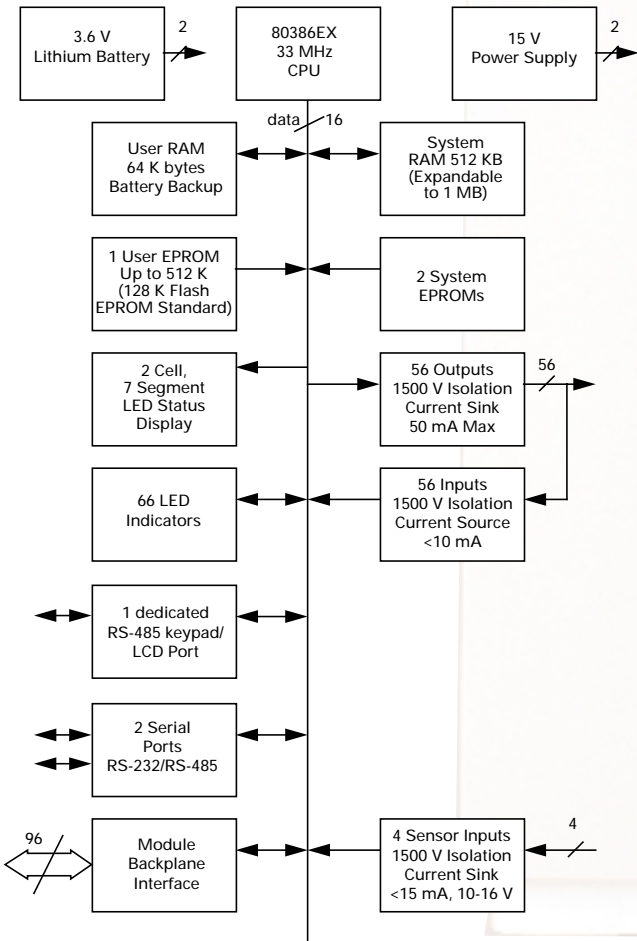 3.6 V
Lithium Battery
2
80386EX
33 MHz
CPU
15 V
Power Supply
2
data
16
User RAM
64 K bytes
Battery Backup
System
RAM 512 KB
(Expandable
to 1 MB)
1 User EPROM
Up to 512 K
(128 K Flash
EPROM Standard)
2 System
EPROMs
2 Cell,
7 Segment
LED Status
Display
56 Outputs
1500 V Isolation
Current Sink
50 mA Max
56
66 LED
Indicators
56 Inputs
1500 V Isolation
Current Source
<10 mA
1 dedicated
RS-485 keypad/
LCD Port
2 Serial
Ports
RS-232/RS-485
96
Module
Backplane
Interface
4 Sensor Inputs
1500 V Isolation
Current Sink
<15 mA, 10-16 V
4